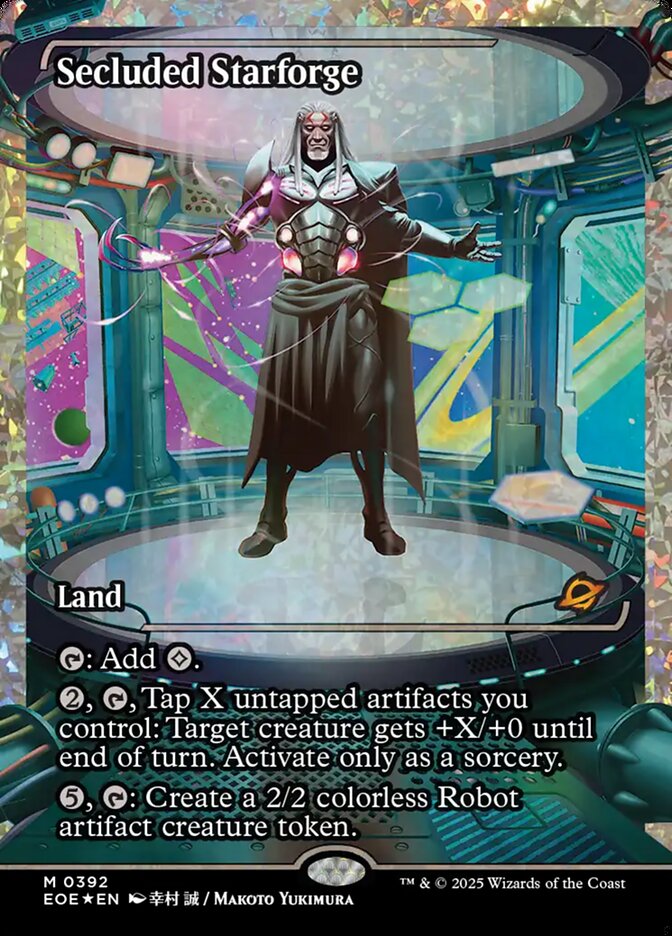 Secluded Starforge
Land
: Add .
2, , Tap X untapped artifacts you
control: Target creature gets +X/+0 until
end of turn. Activate only as a sorcery.
5, : Create a 2/2 colorless Robot
artifact creature token.
M 0392
EOE★EN 幸村 誠 / Makoto Yukimura
™ & © 2025 Wizards of the Coast